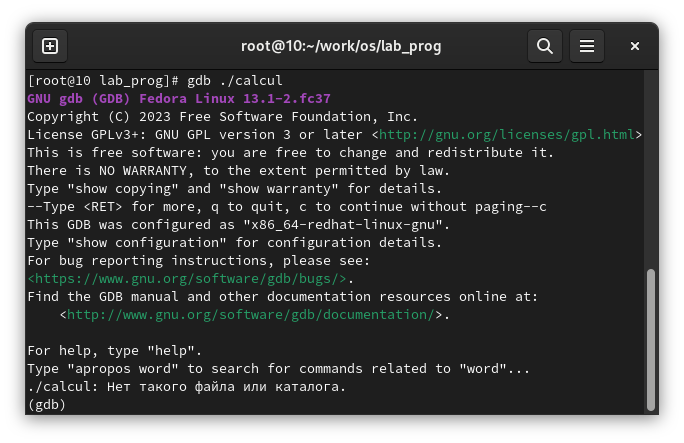 root@10:~/work/os/lab_prog
[root@10 lab_prog]# gdb ./calcul
GNU gdb (GDB) Fedora Linux 13.1-2.fc37
Copyright (C) 2023 Free Software Foundation, Inc.
License GPLv3+: GNU GPL version 3 or later <http://gnu.org/licenses/gpl.html>
This is free software: you are free to change and redistribute it.
There is NO WARRANTY, to the extent permitted by law.
Type "show copying" and "show warranty" for details.
--Type <RET> for more, q to quit, c to continue without paging--c
This GDB was configured as "x86_64-redhat-linux-gnu".
Type "show configuration" for configuration details.
For bug reporting instructions, please see:
<https://www.gnu.org/software/gdb/bugs/>.
Find the GDB manual and other documentation resources online at:
    <http://www.gnu.org/software/gdb/documentation/>.

For help, type "help".
Type "apropos word" to search for commands related to "word"...
./calcul: Нет такого файла или каталога.
(gdb)